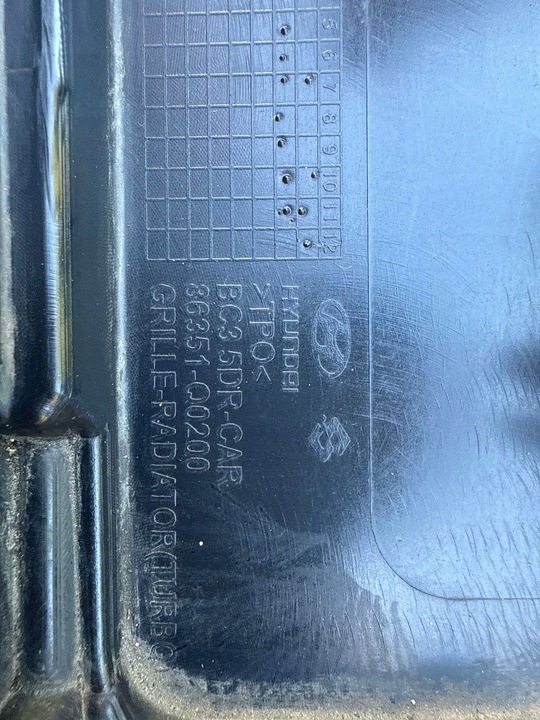 5
6
7
8
9
10
11
12
HYUNDAI
>TPO<
BC3 5DR-CAR
86351-Q0200
GRILLE-RADIATOR(TURBO